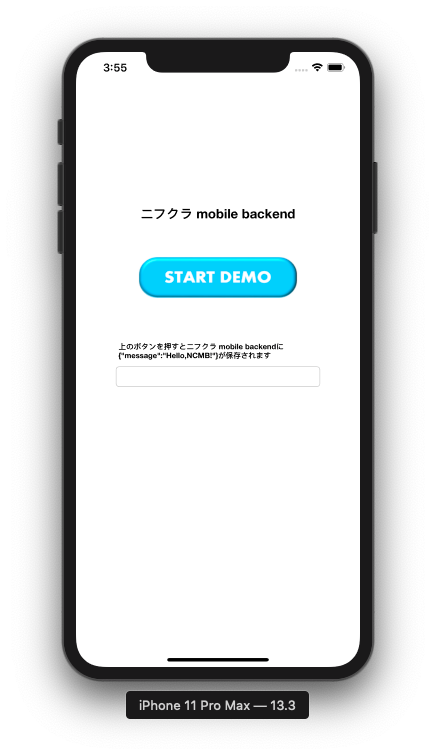 3:55
ニフクラ mobile backend
START DEMO
上のボタンを押すとニフクラ mobile backendに
{"message":"Hello,NCMB!"}が保存されます
iPhone 11 Pro Max — 13.3